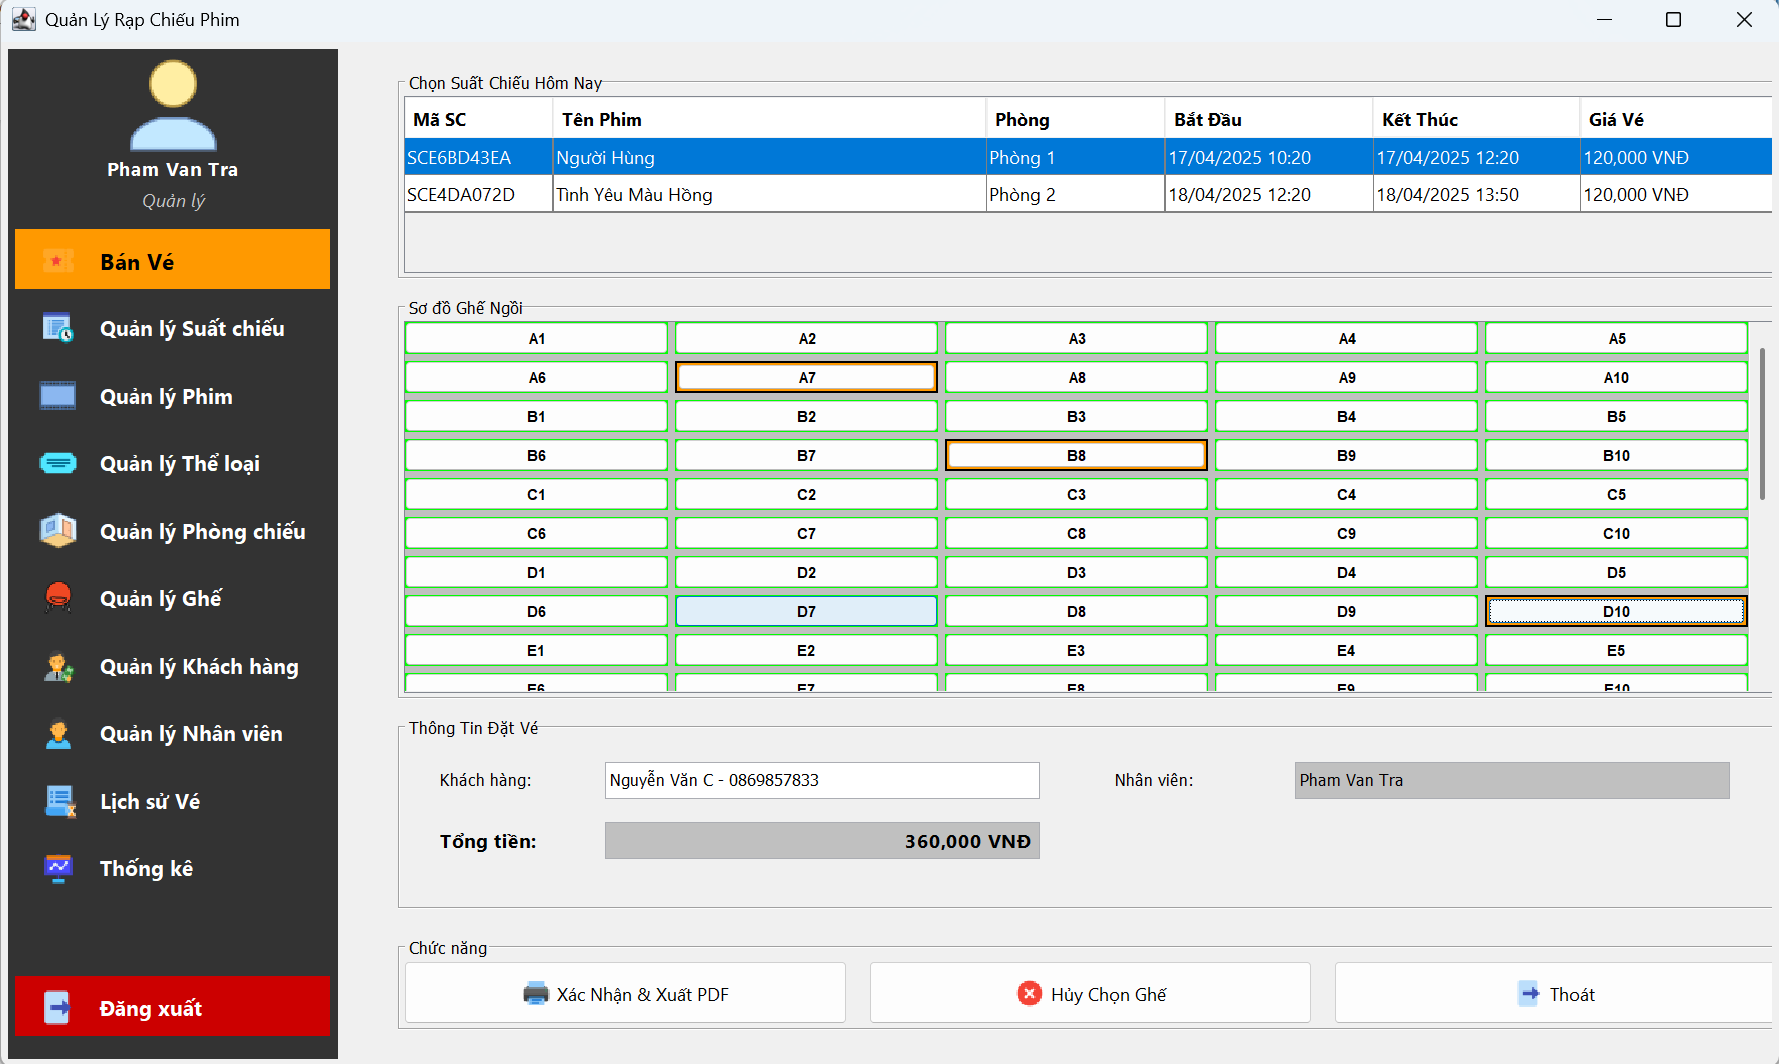 Quản Lý Rạp Chiếu Phim
Pham Van Tra
Quản lý
Bán Vé
Quản lý Suất chiếu
Quản lý Phim
Quản lý Thể loại
Quản lý Phòng chiếu
Quản lý Ghế
Quản lý Khách hàng
Quản lý Nhân viên
Lịch sử Vé
Thống kê
Đăng xuất
Chọn Suất Chiếu Hôm Nay
Mã SC Tên Phim Phòng Bắt Đầu Kết Thúc Giá Vé
SCE6BD43EA Người Hùng Phòng 1 17/04/2025 10:20 17/04/2025 12:20 120,000 VNĐ
SCE4DA072D Tình Yêu Màu Hồng Phòng 2 18/04/2025 12:20 18/04/2025 13:50 120,000 VNĐ
Sơ đồ Ghế Ngồi
A1 A2 A3 A4 A5
A6 A7 A8 A9 A10
B1 B2 B3 B4 B5
B6 B7 B8 B9 B10
C1 C2 C3 C4 C5
C6 C7 C8 C9 C10
D1 D2 D3 D4 D5
D6 D7 D8 D9 D10
E1 E2 E3 E4 E5
E6 E7 E8 E9 E10
Thông Tin Đặt Vé
Khách hàng: Nguyễn Văn C - 0869857833 Nhân viên: Pham Van Tra
Tổng tiền: 360,000 VNĐ
Chức năng
Xác Nhận & Xuất PDF Hủy Chọn Ghế Thoát